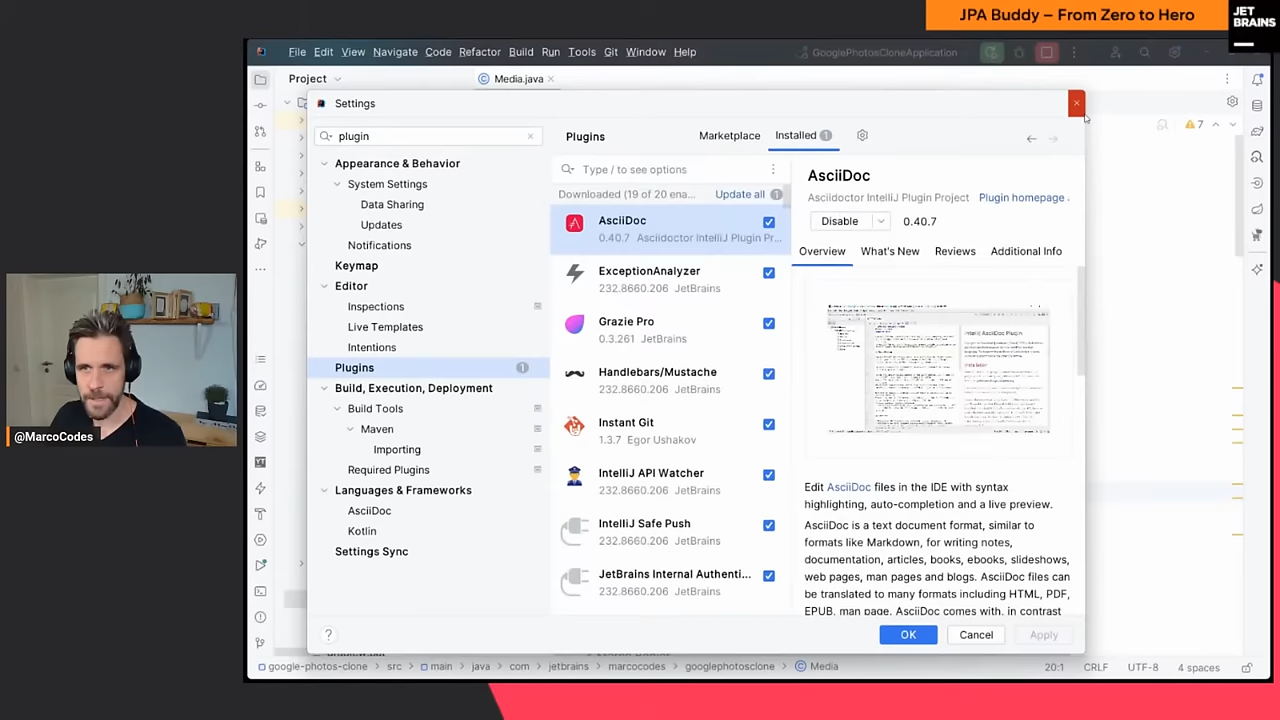 JPA Buddy – From Zero to Hero
JET
BRAINS
File Edit View Navigate Code Refactor Build Run Tools Git Window Help
GooglePhotosCloneApplication
Project
Media.java
Settings
plugin
Plugins
Marketplace
Installed 1
Appearance & Behavior
System Settings
Data Sharing
Updates
Notifications
Keymap
Editor
Inspections
Live Templates
Intentions
Plugins 1
Build, Execution, Deployment
Build Tools
Maven
Importing
Required Plugins
Languages & Frameworks
AsciiDoc
Kotlin
Settings Sync
Type / to see options
Downloaded (19 of 20 ena... Update all 1
AsciiDoc
0.40.7 Asciidoctor IntelliJ Plugin Pr...
ExceptionAnalyzer
232.8660.206 JetBrains
Grazie Pro
0.3.261 JetBrains
Handlebars/Mustache
232.8660.206 JetBrains
Instant Git
1.3.7 Egor Ushakov
IntelliJ API Watcher
232.8660.206 JetBrains
IntelliJ Safe Push
232.8660.206 JetBrains
JetBrains Internal Authenti...
232.8660.206 JetBrains
AsciiDoc
Asciidoctor IntelliJ Plugin Project Plugin homepage
Disable 0.40.7
Overview What's New Reviews Additional Info
IntelliJ AsciiDoc Plugin
Edit AsciiDoc files in the IDE with syntax
highlighting, auto-completion and a live preview.
AsciiDoc is a text document format, similar to
formats like Markdown, for writing notes,
documentation, articles, books, ebooks, slideshows,
web pages, man pages and blogs. AsciiDoc files can
be translated to many formats including HTML, PDF,
EPUB, man page. AsciiDoc comes with, in contrast
? OK Cancel Apply
7
@MarcoCodes
google-photos-clone > src > main > java > com > jetbrains > marcocodes > googlephotosclone > Media
20:1 CRLF UTF-8 4 spaces